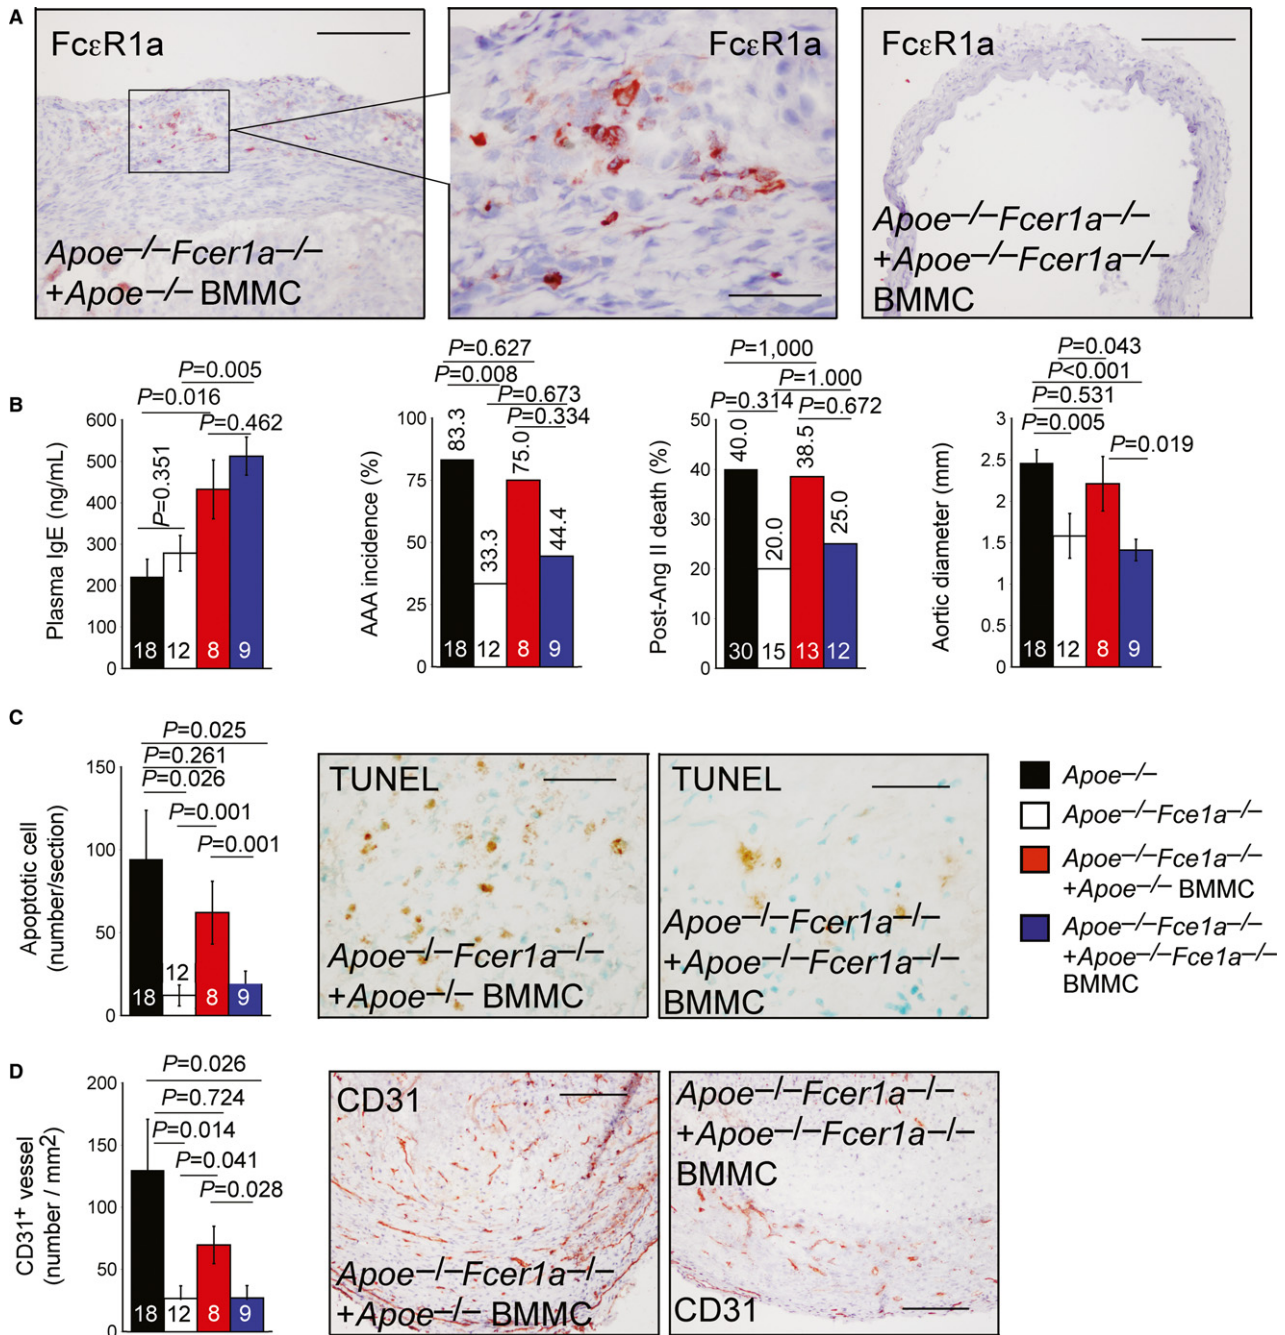 A
FcεR1a
Apoe–/–Fcer1a–/–
+Apoe–/– BMMC
FcεR1a
FcεR1a
Apoe–/–Fcer1a–/–
+Apoe–/–Fcer1a–/–
BMMC
B
Plasma IgE (ng/mL)
600
500
400
300
200
100
0
P=0.005
P=0.016
P=0.462
P=0.351
18
12
8
9
AAA incidence (%)
100
75
50
25
0
P=0.627
P=0.008
P=0.673
P=0.334
83.3
33.3
75.0
44.4
18
12
8
9
Post-Ang II death (%)
50
40
30
20
10
0
P=1,000
P=1.000
P=0.314
P=0.672
40.0
20.0
38.5
25.0
30
15
13
12
Aortic diameter (mm)
3
2.5
2
1.5
1
0.5
0
P=0.043
P<0.001
P=0.531
P=0.005
P=0.019
18
12
8
9
C
Apoptotic cell
(number/section)
150
100
50
0
P=0.025
P=0.261
P=0.026
P=0.001
P=0.001
18
12
8
9
TUNEL
Apoe–/–Fcer1a–/–
+Apoe–/– BMMC
TUNEL
Apoe–/–Fcer1a–/–
+Apoe–/–Fcer1a–/–
BMMC
Apoe–/–
Apoe–/–Fce1a–/–
Apoe–/–Fce1a–/–
+Apoe–/– BMMC
Apoe–/–Fce1a–/–
+Apoe–/–Fce1a–/–
BMMC
D
CD31+ vessel
(number / mm2)
200
150
100
50
0
P=0.026
P=0.724
P=0.014
P=0.041
P=0.028
18
12
8
9
CD31
Apoe–/–Fcer1a–/–
+Apoe–/– BMMC
Apoe–/–Fcer1a–/–
+Apoe–/–Fcer1a–/–
BMMC
CD31